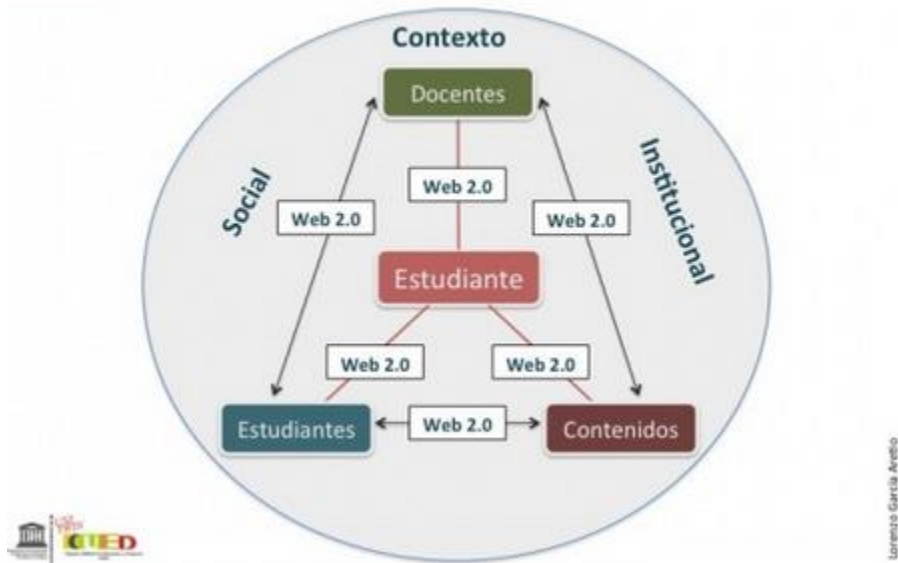 Contexto
Docentes
Social
Institucional
Web 2.0
Web 2.0
Web 2.0
Estudiante
Web 2.0
Web 2.0
Estudiantes
Web 2.0
Contenidos
Lorenzo García Aretio